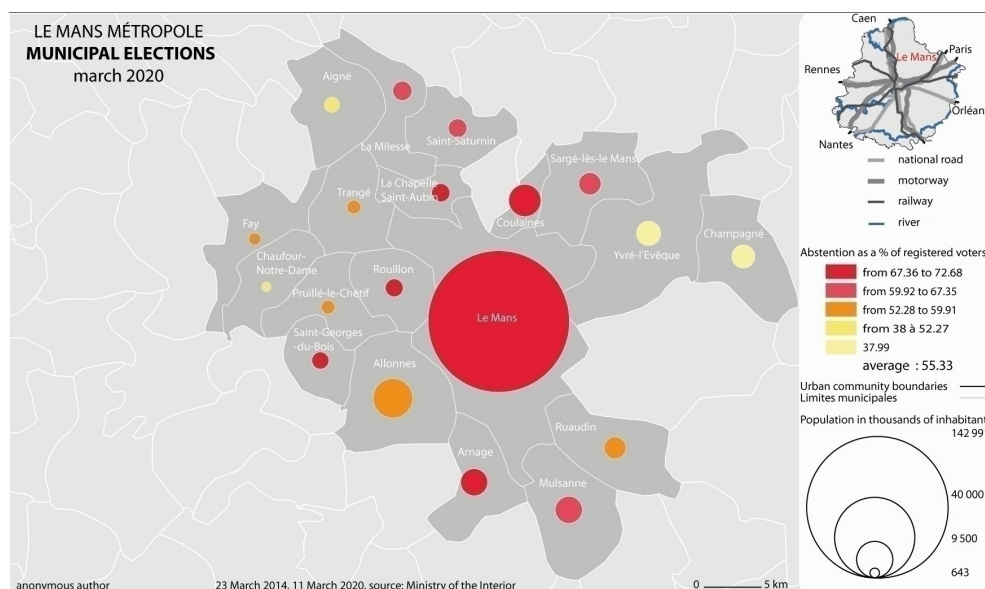 LE MANS MÉTROPOLE
MUNICIPAL ELECTIONS
march 2020
Aigné
La Milesse
Saint-Saturnin
Sargé-lès-le Mans
Trangé
La Chapelle
Saint-Aubin
Coulaines
Fay
Yvré-l'Evêque
Champagné
Chaufour-
Notre-Dame
Rouillon
Pruillé-le-Chétif
Le Mans
Saint-Georges
-du-Bois
Allonnes
Ruaudin
Arnage
Mulsanne
anonymous author
23 March 2014, 11 March 2020, source: Ministry of the Interior
0 5 km
Caen
Le Mans
Paris
Rennes
Orléan
Nantes
national road
motorway
railway
river
Abstention as a % of registered voters
from 67.36 to 72.68
from 59.92 to 67.35
from 52.28 to 59.91
from 38 à 52.27
37.99
average : 55.33
Urban community boundaries
Limites municipales
Population in thousands of inhabitant
142 99
40 000
9 500
643